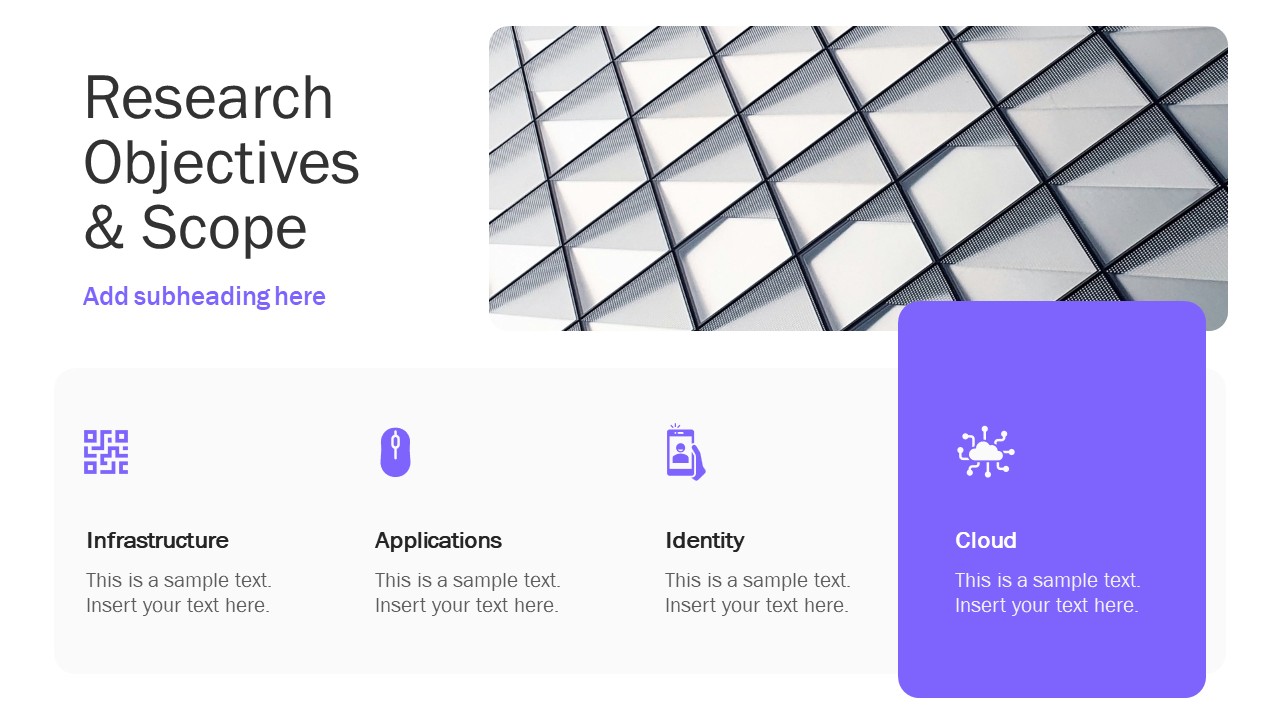 Research
Objectives
& Scope
Add subheading here
Infrastructure
This is a sample text.
Insert your text here.
Applications
This is a sample text.
Insert your text here.
Identity
This is a sample text.
Insert your text here.
Cloud
This is a sample text.
Insert your text here.